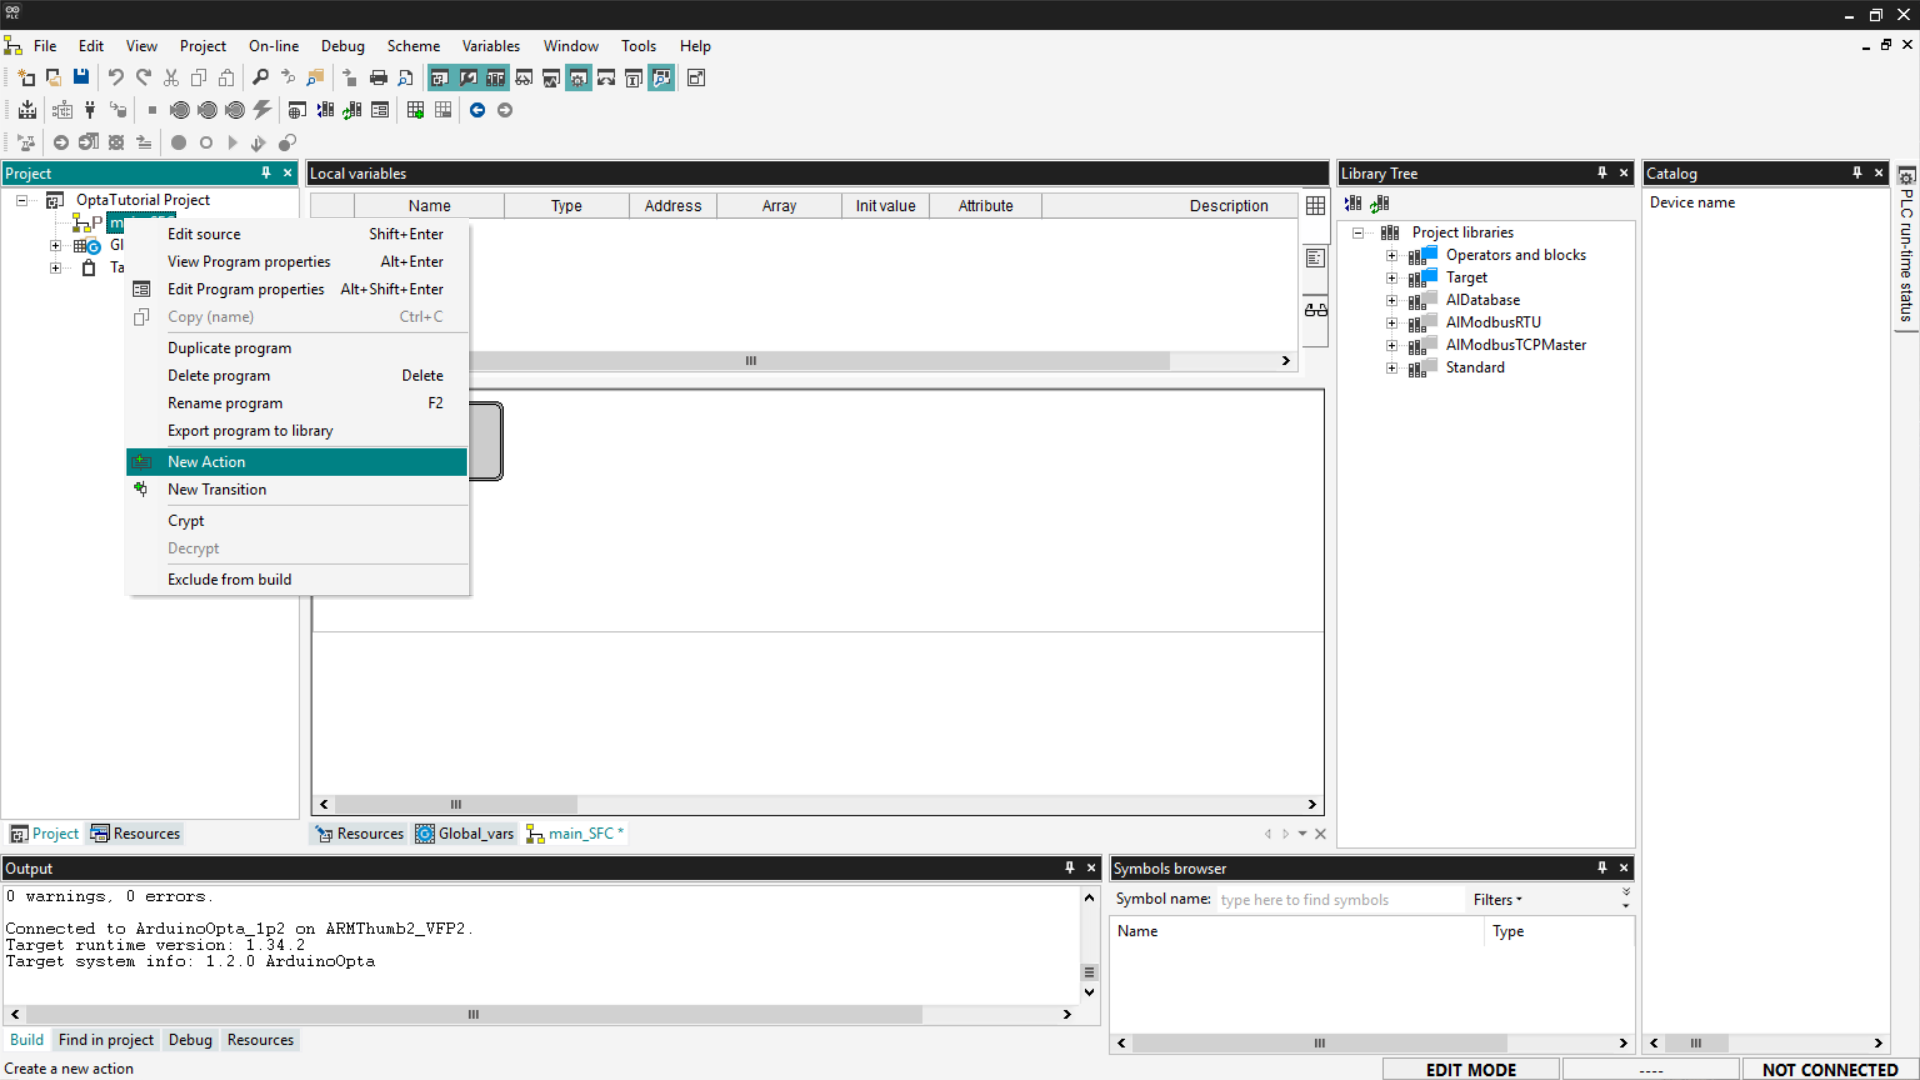 PLC
File Edit View Project On-line Debug Scheme Variables Window Tools Help
Project
OptaTutorial Project
P
Gl
Ta
Edit source Shift+Enter
View Program properties Alt+Enter
Edit Program properties Alt+Shift+Enter
Copy (name) Ctrl+C
Duplicate program
Delete program Delete
Rename program F2
Export program to library
New Action
New Transition
Crypt
Decrypt
Exclude from build
Project Resources
Local variables
Name Type Address Array Init value Attribute Description
Resources Global_vars main_SFC *
Library Tree
Project libraries
Operators and blocks
Target
AlDatabase
AlModbusRTU
AlModbusTCPMaster
Standard
Catalog
Device name
PLC run-time status
Output
0 warnings, 0 errors.
Connected to ArduinoOpta_1p2 on ARMThumb2_VFP2.
Target runtime version: 1.34.2
Target system info: 1.2.0 ArduinoOpta
Build Find in project Debug Resources
Symbols browser
Symbol name: type here to find symbols Filters
Name Type
Create a new action
EDIT MODE ---- NOT CONNECTED